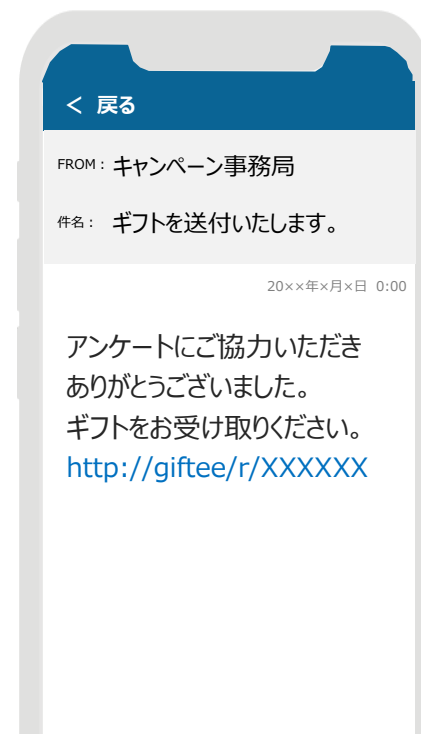 < 戻る
FROM： キャンペーン事務局
件名： ギフトを送付いたします。
20××年×月×日 0:00
アンケートにご協力いただき
ありがとうございました。
ギフトをお受け取りください。
http://giftee/r/XXXXXX